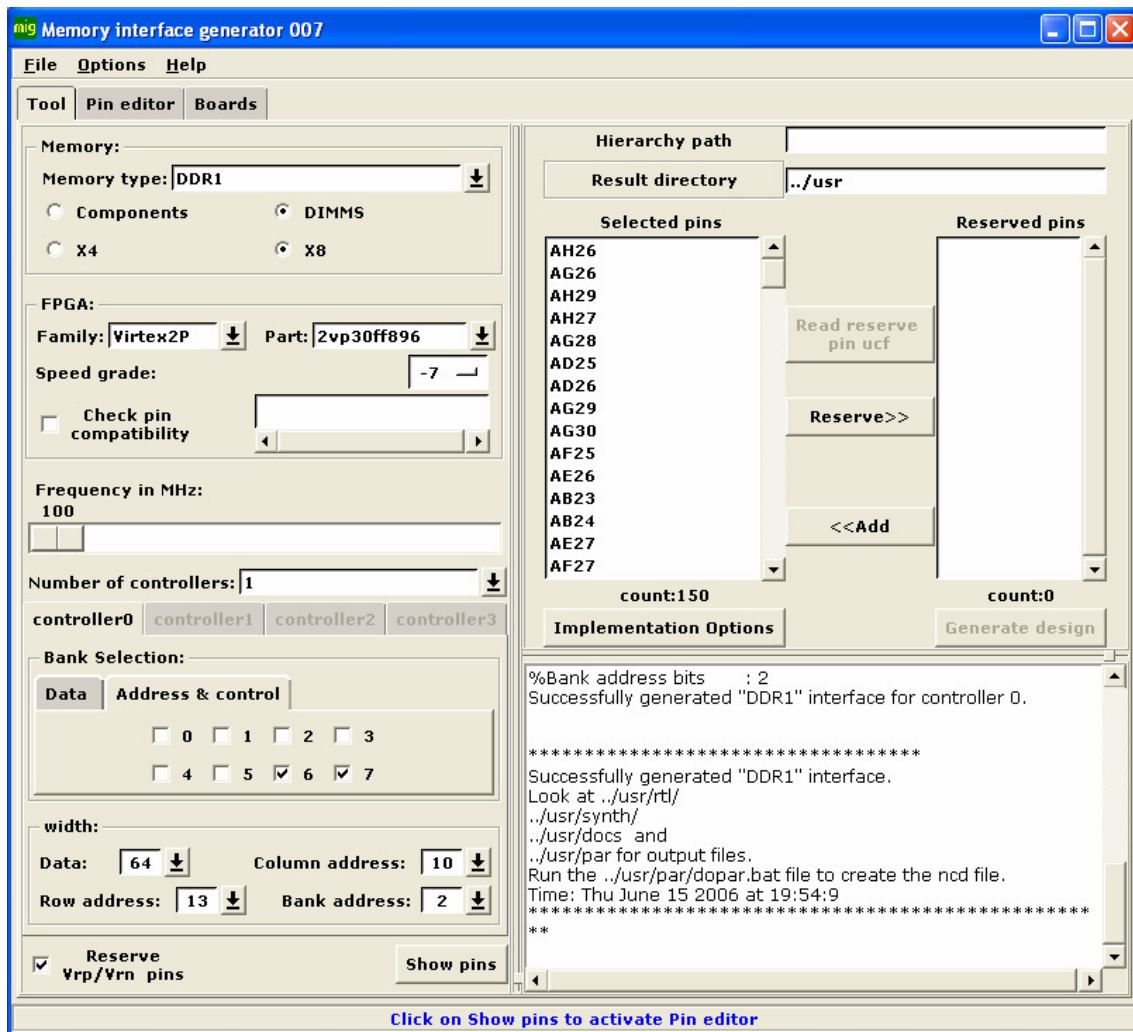 mig Memory interface generator 007
File Options Help
Tool Pin editor Boards
Memory:
Memory type: DDR1
Components DIMMS
X4 X8
FPGA:
Family: Virtex2P Part: 2vp30ff896
Speed grade: -7
Check pin
compatibility
Frequency in MHz:
100
Number of controllers: 1
controller0 controller1 controller2 controller3
Bank Selection:
Data Address & control
0 1 2 3
4 5 6 7
width:
Data: 64 Column address: 10
Row address: 13 Bank address: 2
Reserve
Vrp/Vrn pins
Show pins
Hierarchy path
Result directory ../usr
Selected pins Reserved pins
AH26
AG26
AH29
AH27
AG28
AD25
AD26
AG29
AG30
AF25
AE26
AB23
AB24
AE27
AF27
Read reserve
pin ucf
Reserve>>
<<Add
count:150 count:0
Implementation Options Generate design
%Bank address bits : 2
Successfully generated "DDR1" interface for controller 0.
***********************************
Successfully generated "DDR1" interface.
Look at ../usr/rtl/
../usr/synth/
../usr/docs and
../usr/par for output files.
Run the ../usr/par/dopar.bat file to create the ncd file.
Time: Thu June 15 2006 at 19:54:9
**************************************************
**
Click on Show pins to activate Pin editor